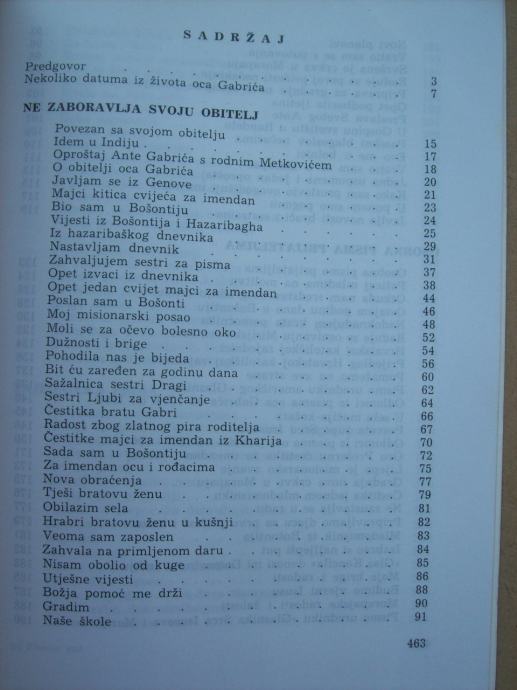 SADRŽAJ
Predgovor . . . . . . . . . 3
Nekoliko datuma iz života oca Gabrića . . . . 7
NE ZABORAVLJA SVOJU OBITELJ
Povezan sa svojom obitelju . . . . . 15
Idem u Indiju . . . . . . . . 17
Oproštaj Ante Gabrića s rodnim Metkovićem . . 18
O obitelji oca Gabrića . . . . . . 20
Javljam se iz Genove . . . . . . 21
Majci kitica cvijeća za imendan . . . . 23
Bio sam u Bošontiju . . . . . . 24
Vijesti iz Bošontija i Hazaribagha . . . . 25
Iz hazaribaškog dnevnika . . . . . 29
Nastavljam dnevnik . . . . . . 31
Zahvaljujem sestri za pisma . . . . . 37
Opet izvaci iz dnevnika . . . . . . 38
Opet jedan cvijet majci za imendan . . . . 44
Poslan sam u Bošonti . . . . . . 46
Moj misionarski posao . . . . . . 48
Moli se za očevo bolesno oko . . . . . 52
Dužnosti i brige . . . . . . . 54
Pohodila nas je bijeda . . . . . . 56
Bit ću zaređen za godinu dana . . . . 60
Sažalnica sestri Dragi . . . . . . 62
Sestri Ljubi za vjenčanje . . . . . 64
Čestitka bratu Gabri . . . . . . 66
Radost zbog zlatnog pira roditelja . . . . 67
Čestitke majci za imendan iz Kharija . . . 70
Sada sam u Bošontiju . . . . . . 72
Za imendan ocu i rođacima . . . . . 75
Nova obraćenja . . . . . . . 77
Tješi bratovu ženu . . . . . . 79
Obilazim sela . . . . . . . 81
Hrabri bratovu ženu u kušnji . . . . . 82
Veoma sam zaposlen . . . . . . 83
Zahvala na primljenom daru . . . . . 84
Nisam obolio od kuge . . . . . . 85
Utješne vijesti . . . . . . . 86
Božja pomoć me drži . . . . . . 88
Gradim . . . . . . . . . 90
Naše škole . . . . . . . . 91
463